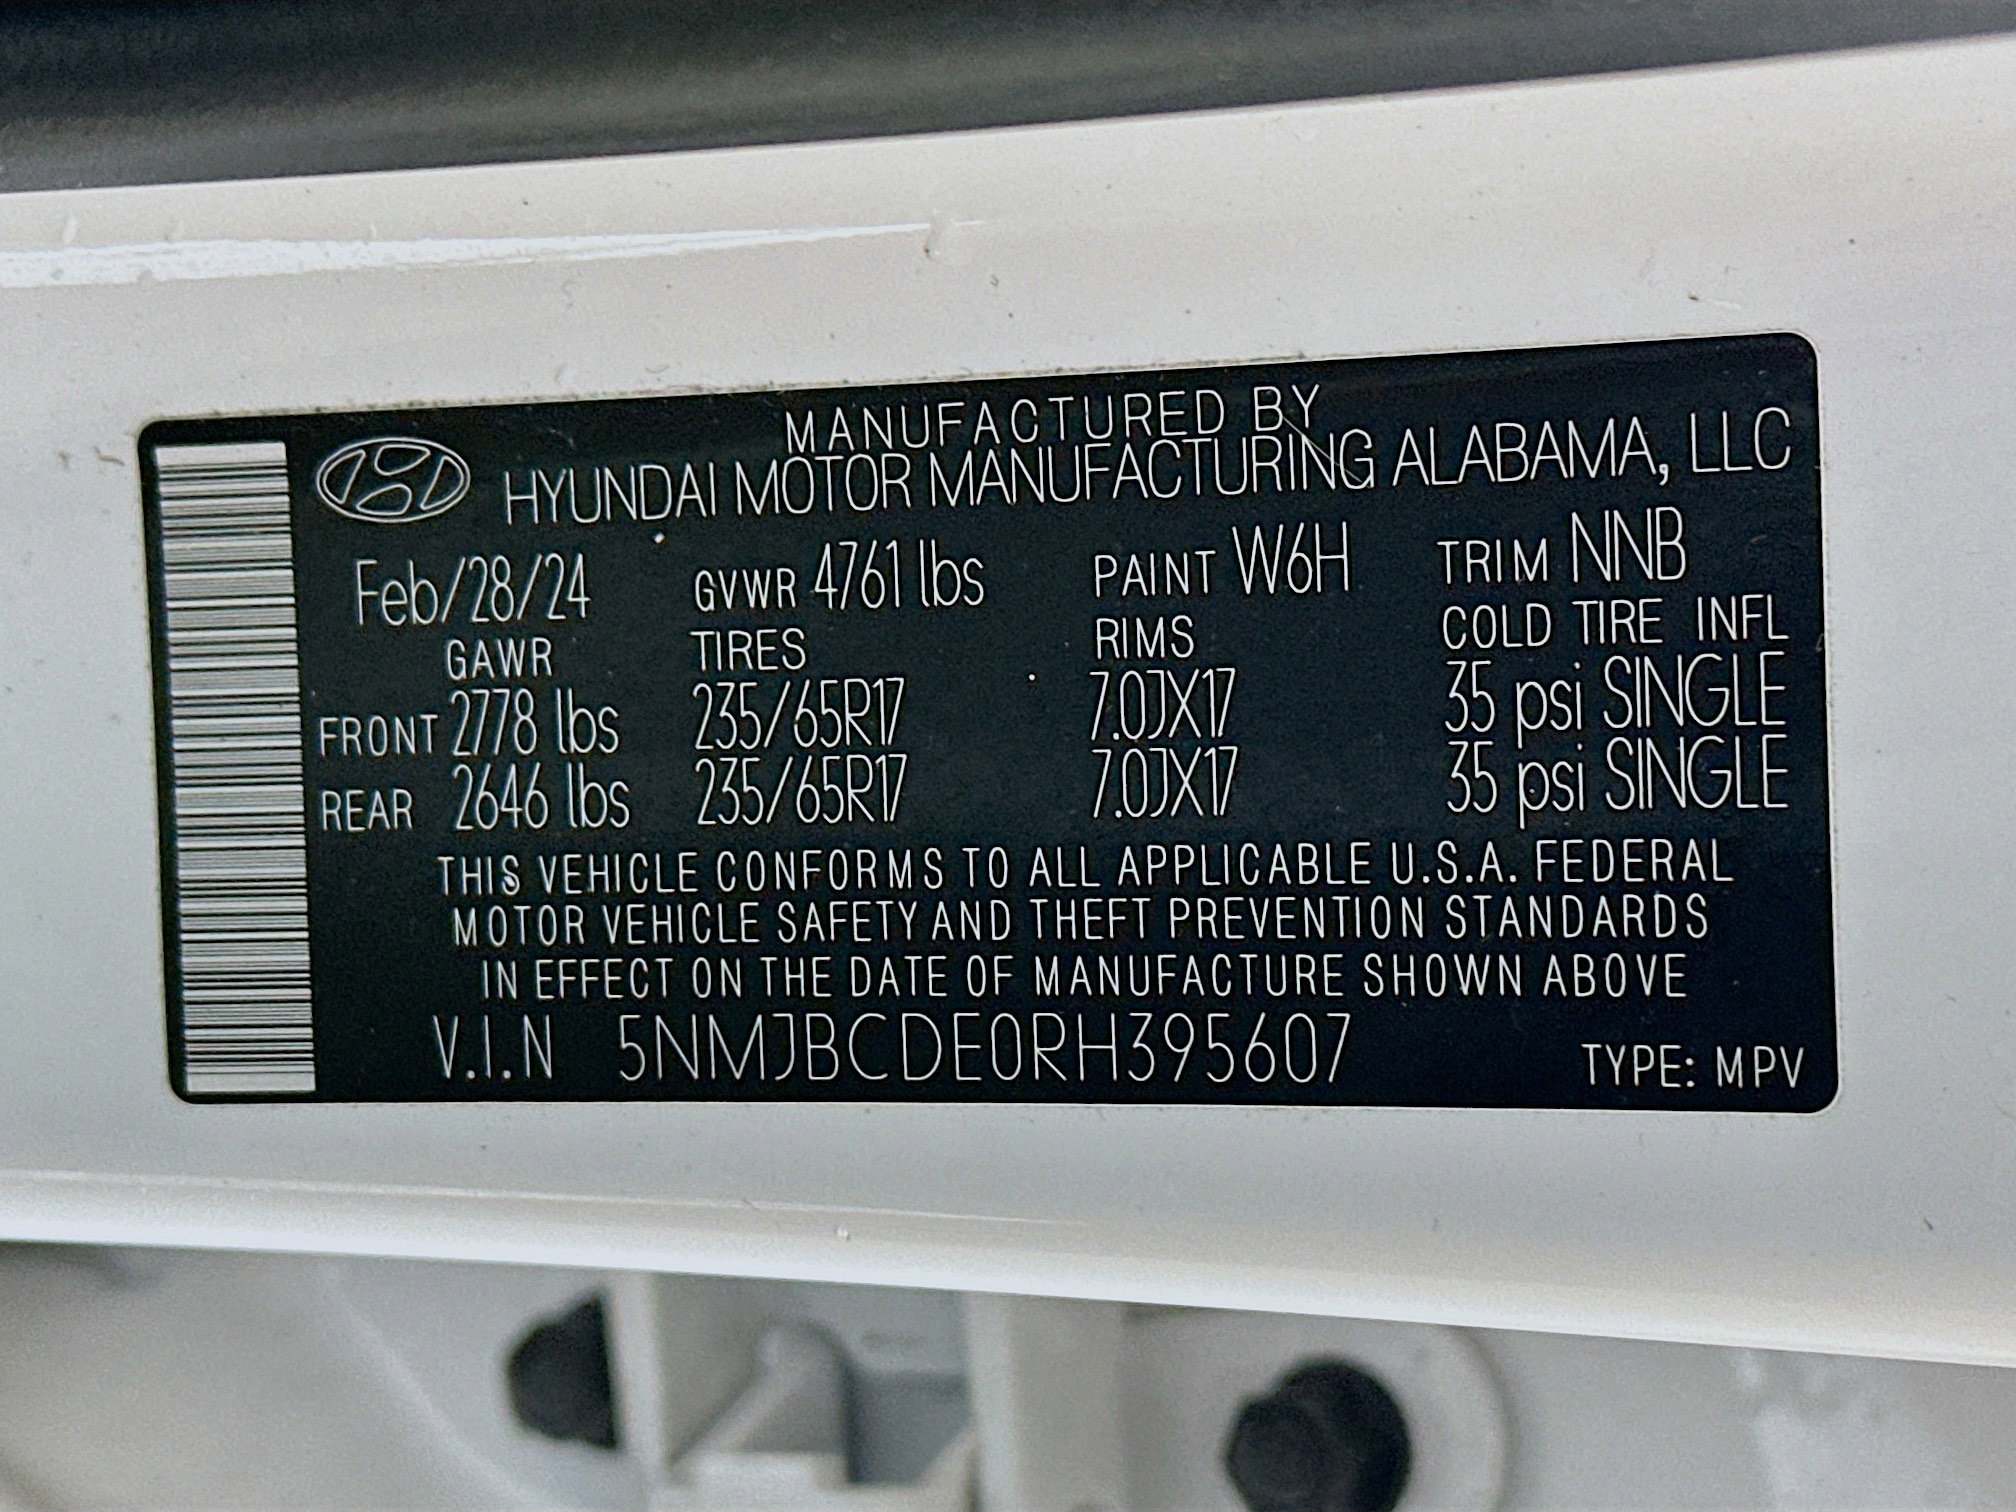 MANUFACTURED BY
HYUNDAI MOTOR MANUFACTURING ALABAMA, LLC
Feb/28/24 GVWR 4761 lbs PAINT W6H TRIM NNB
GAWR TIRES RIMS COLD TIRE INFL
FRONT 2778 lbs 235/65R17 7.0JX17 35 psi SINGLE
REAR 2646 lbs 235/65R17 7.0JX17 35 psi SINGLE
THIS VEHICLE CONFORMS TO ALL APPLICABLE U.S.A. FEDERAL
MOTOR VEHICLE SAFETY AND THEFT PREVENTION STANDARDS
IN EFFECT ON THE DATE OF MANUFACTURE SHOWN ABOVE
V.I.N 5NMJBCDE0RH395607 TYPE: MPV